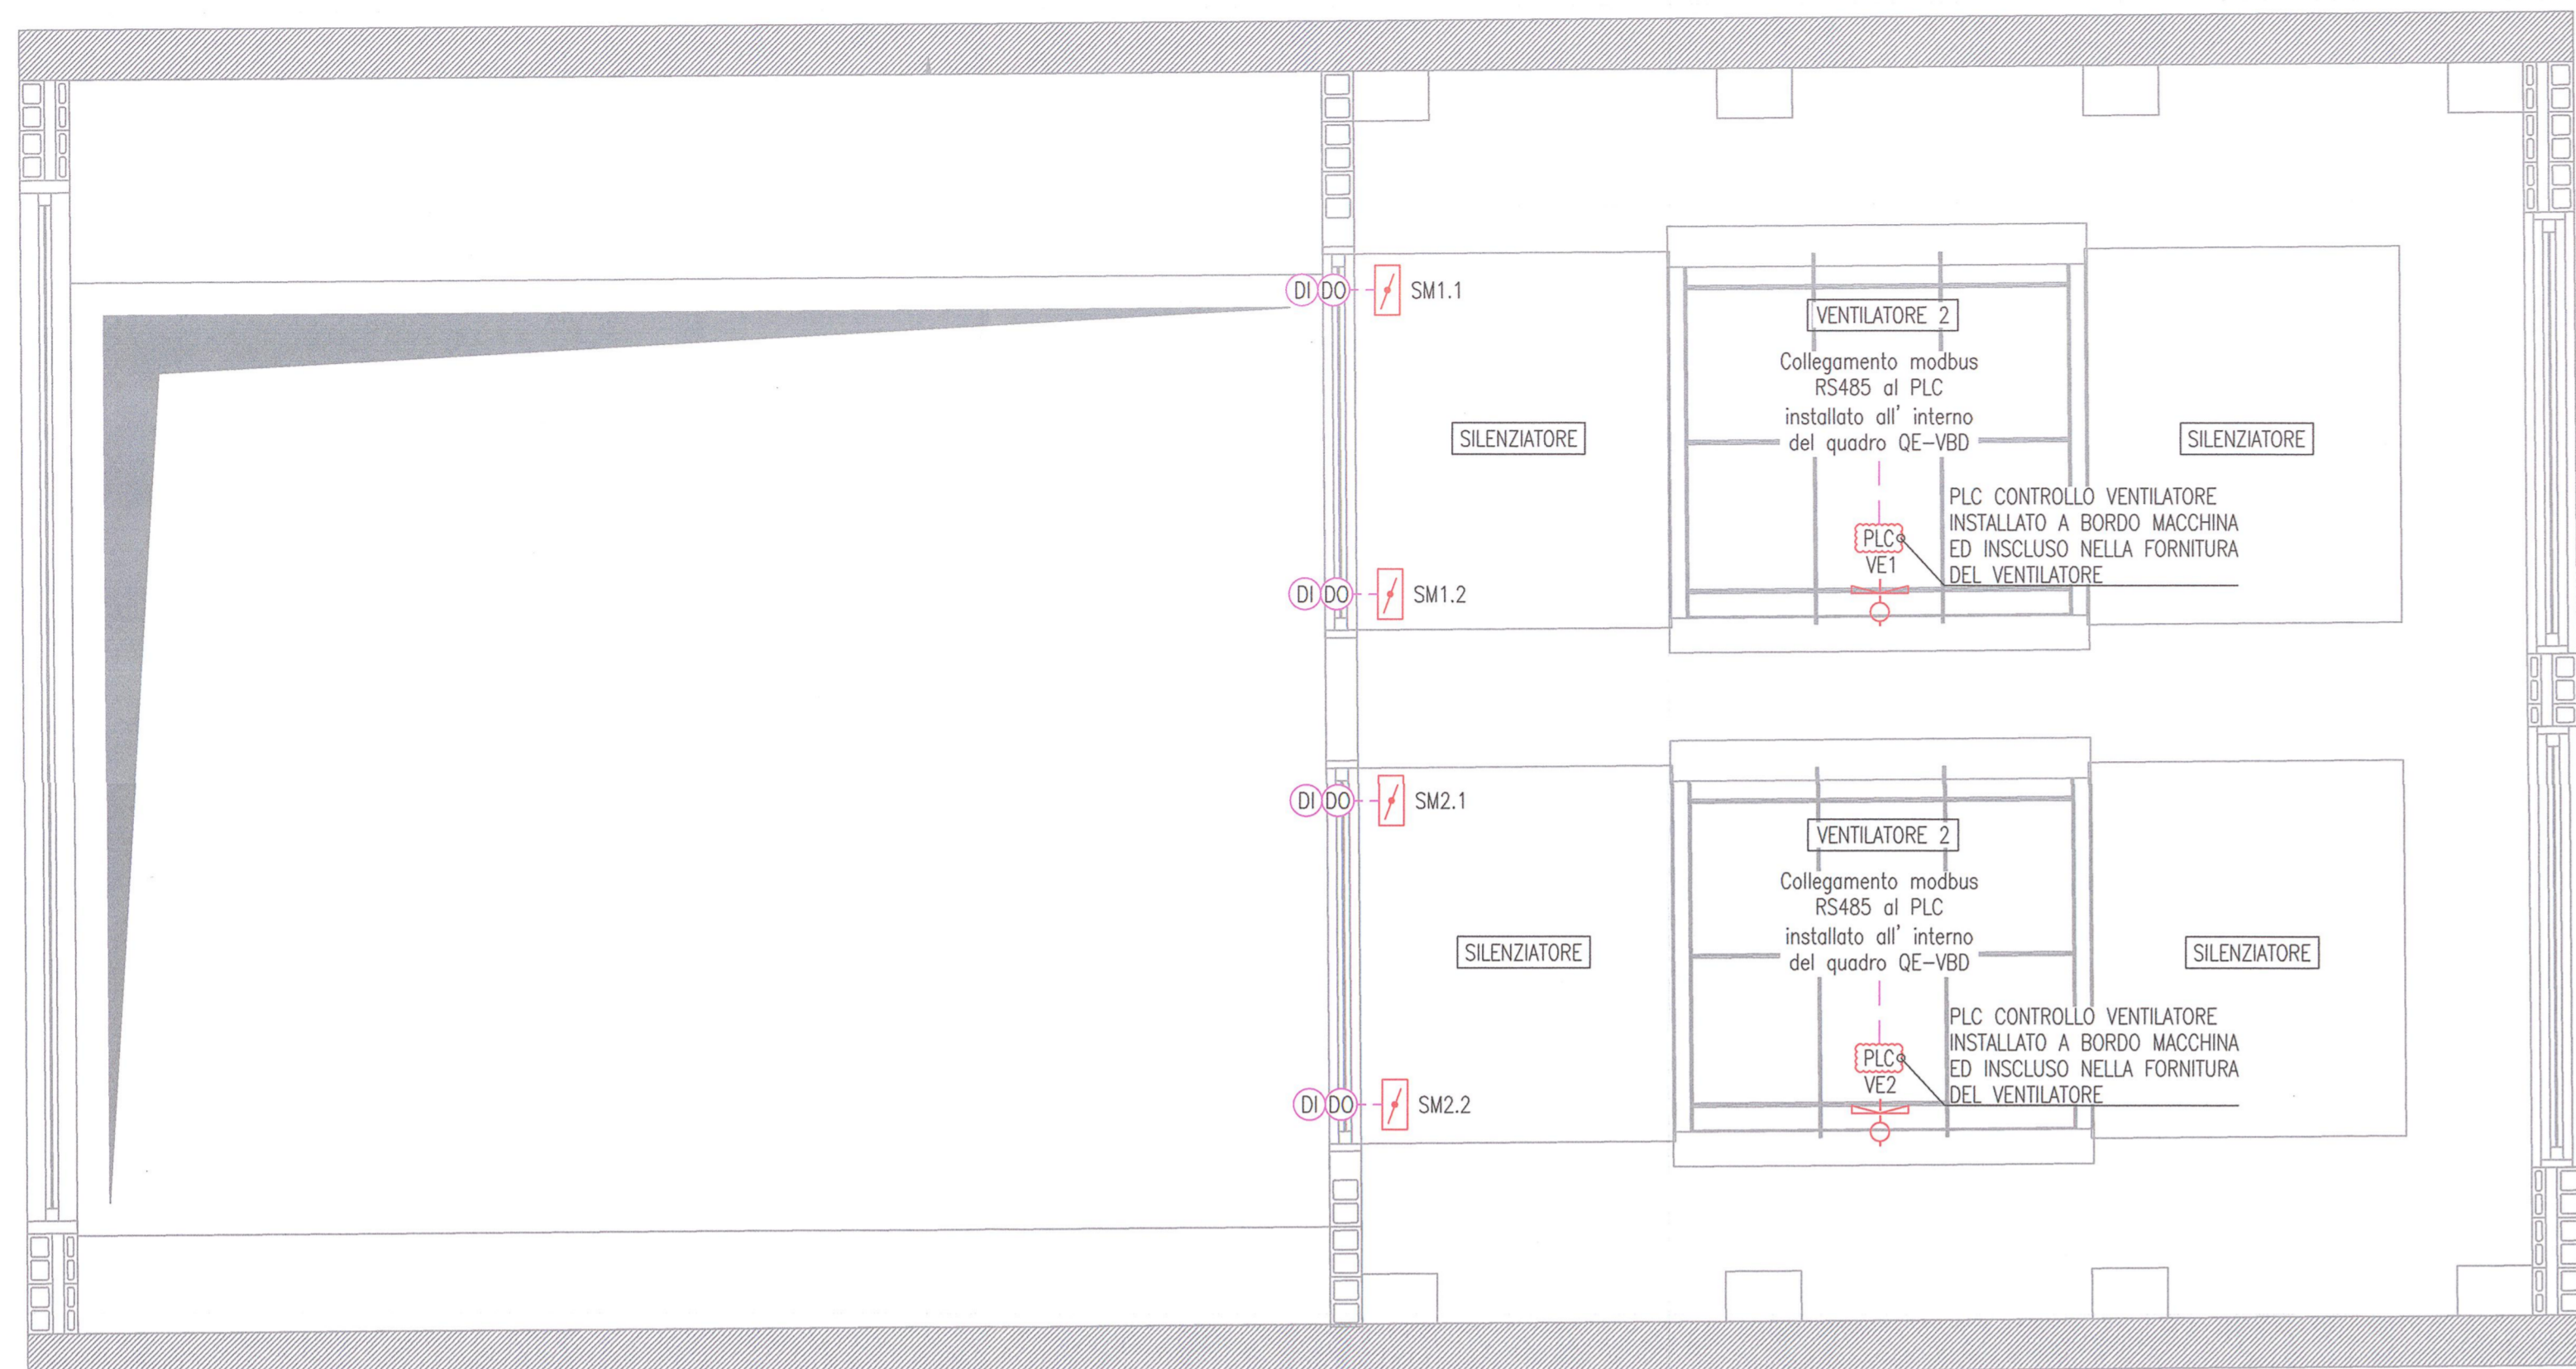 DI DO SM1.1
VENTILATORE 2
Collegamento modbus
RS485 al PLC
installato all' interno
del quadro QE-VBD
SILENZIATORE
SILENZIATORE
PLC CONTROLLO VENTILATORE
INSTALLATO A BORDO MACCHINA
ED INSCLUSO NELLA FORNITURA
DEL VENTILATORE
PLC
VE1
DI DO SM1.2
DI DO SM2.1
VENTILATORE 2
Collegamento modbus
RS485 al PLC
installato all' interno
del quadro QE-VBD
SILENZIATORE
SILENZIATORE
PLC CONTROLLO VENTILATORE
INSTALLATO A BORDO MACCHINA
ED INSCLUSO NELLA FORNITURA
DEL VENTILATORE
PLC
VE2
DI DO SM2.2